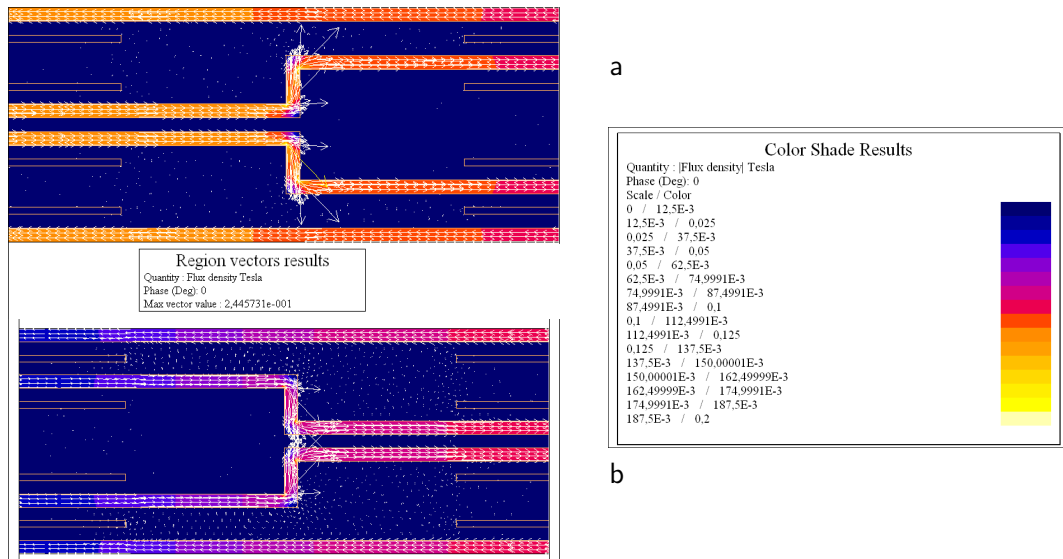 a
Color Shade Results
Quantity : |Flux density| Tesla
Phase (Deg): 0
Scale / Color
0 / 12,5E-3
12,5E-3 / 0,025
0,025 / 37,5E-3
37,5E-3 / 0,05
0,05 / 62,5E-3
62,5E-3 / 74,9991E-3
74,9991E-3 / 87,4991E-3
87,4991E-3 / 0,1
0,1 / 112,4991E-3
112,4991E-3 / 0,125
0,125 / 137,5E-3
137,5E-3 / 150,00001E-3
150,00001E-3 / 162,49999E-3
162,49999E-3 / 174,9991E-3
174,9991E-3 / 187,5E-3
187,5E-3 / 0,2
Region vectors results
Quantity : Flux density Tesla
Phase (Deg): 0
Max vector value : 2,445731e-001
b